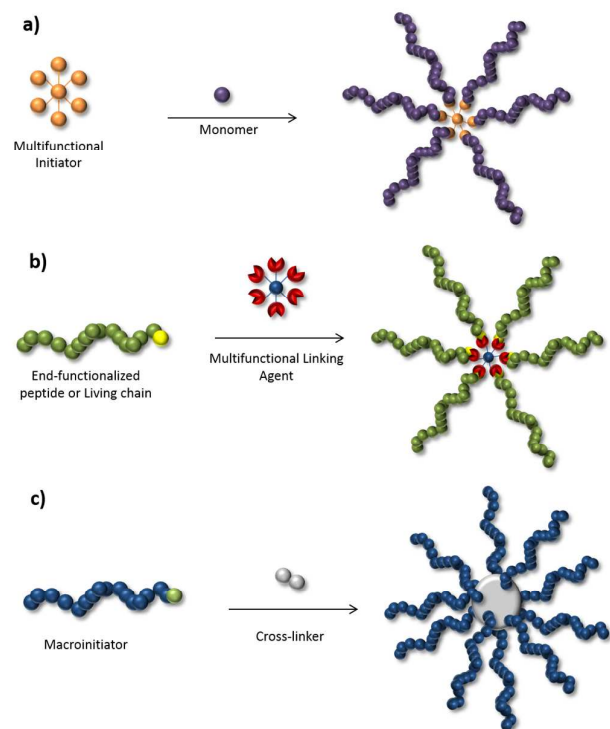 a)
Multifunctional
Initiator
Monomer
b)
End-functionalized
peptide or Living chain
Multifunctional Linking
Agent
c)
Macroinitiator
Cross-linker